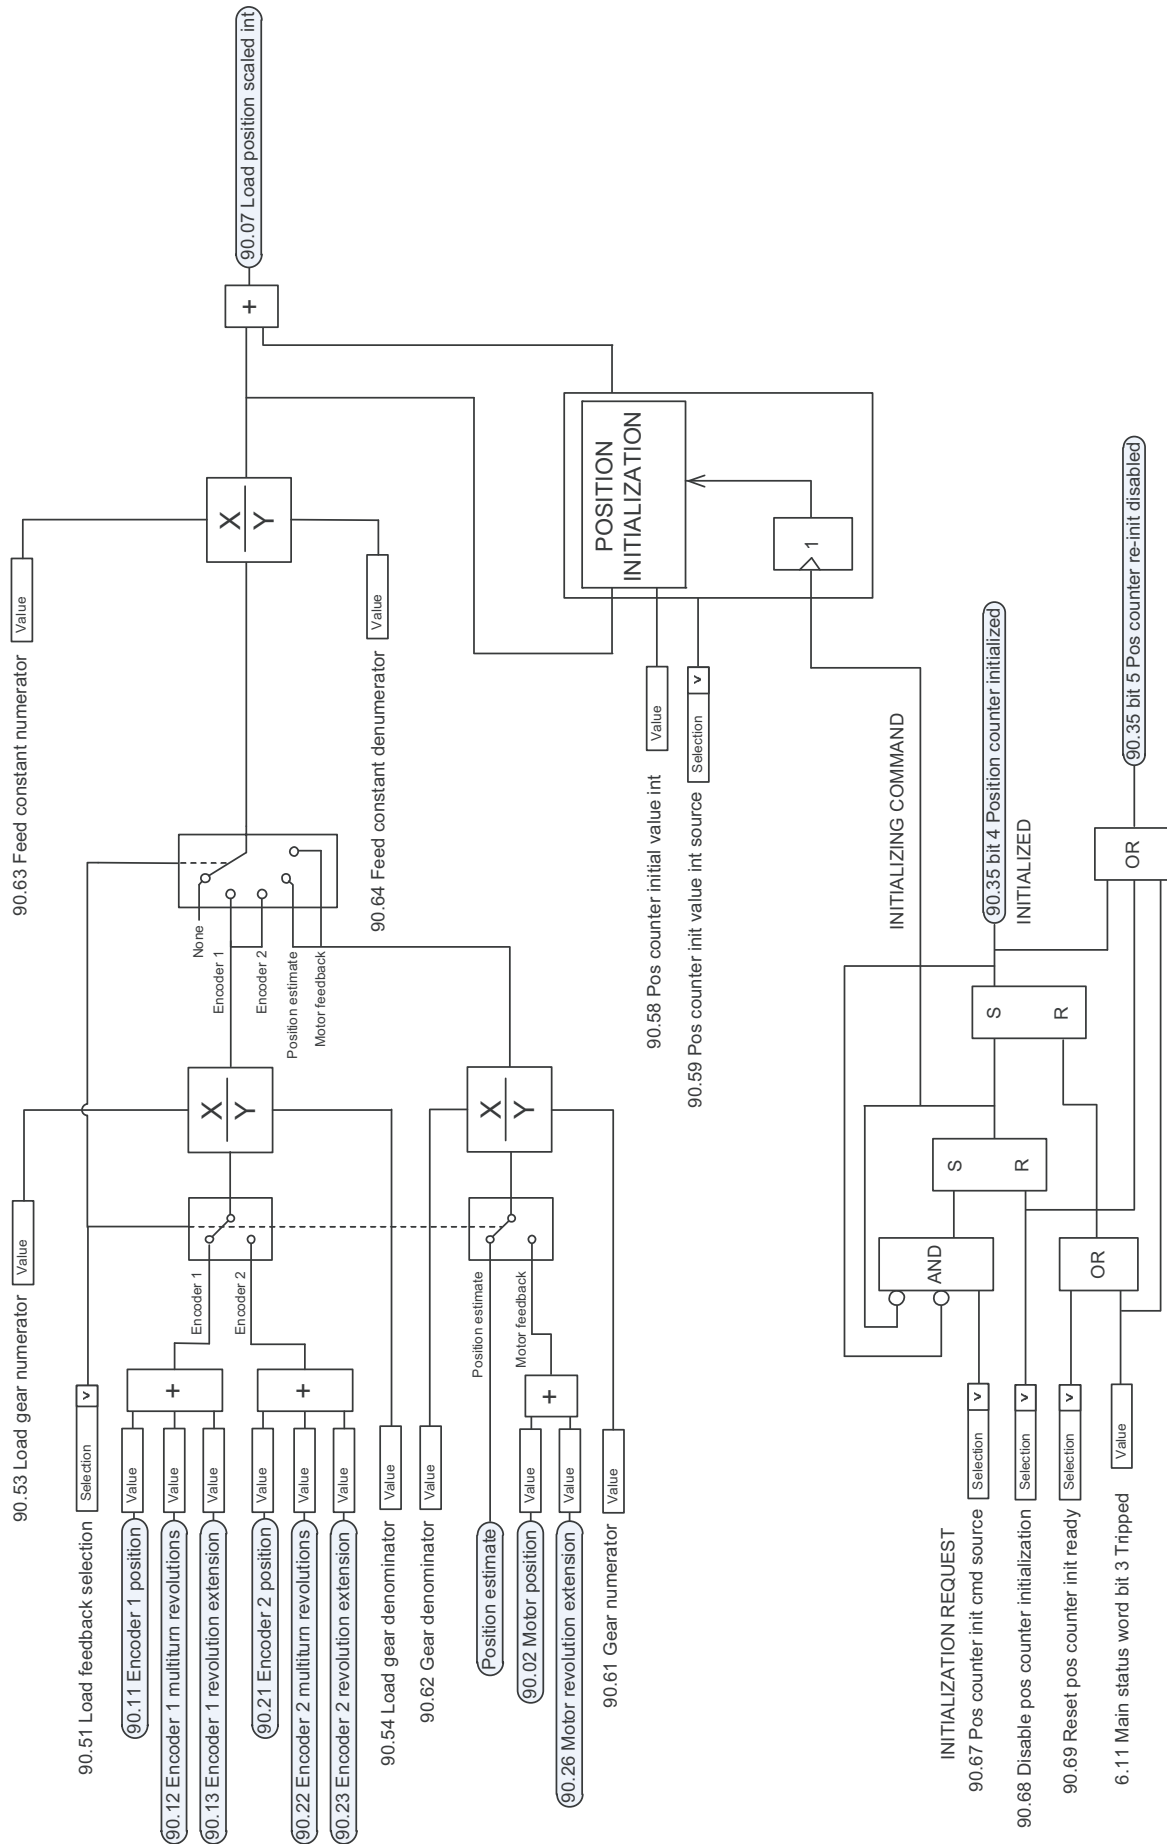 90.53 Load gear numerator
Value
90.51 Load feedback selection
Selection
v
90.11 Encoder 1 position
Value
90.12 Encoder 1 multiturn revolutions
Value
90.13 Encoder 1 revolution extension
Value
+
90.21 Encoder 2 position
Value
90.22 Encoder 2 multiturn revolutions
Value
90.23 Encoder 2 revolution extension
Value
+
Encoder 1
Encoder 2
90.54 Load gear denominator
Value
X
Y
90.62 Gear denominator
Value
Position estimate
Position estimate
90.02 Motor position
Value
90.26 Motor revolution extension
Value
+
Motor feedback
90.61 Gear numerator
Value
X
Y
None
Encoder 1
Encoder 2
Position estimate
Motor feedback
90.63 Feed constant numerator
Value
X
Y
90.64 Feed constant denumerator
Value
+
90.07 Load position scaled int
90.58 Pos counter initial value int
Value
90.59 Pos counter init value int source
Selection
v
POSITION
INITIALIZATION
1
INITIALIZING COMMAND
INITIALIZATION REQUEST
90.67 Pos counter init cmd source
Selection
v
90.68 Disable pos counter initialization
Selection
v
90.69 Reset pos counter init ready
Selection
v
6.11 Main status word bit 3 Tripped
Value
AND
OR
S
R
S
R
90.35 bit 4 Position counter initialized
INITIALIZED
OR
90.35 bit 5 Pos counter re-init disabled